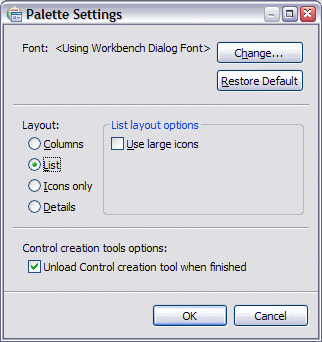 Palette Settings
Font: <Using Workbench Dialog Font> Change...
Restore Default
Layout:
List layout options
Columns
Use large icons
List
Icons only
Details
Control creation tools options:
Unload Control creation tool when finished
OK Cancel